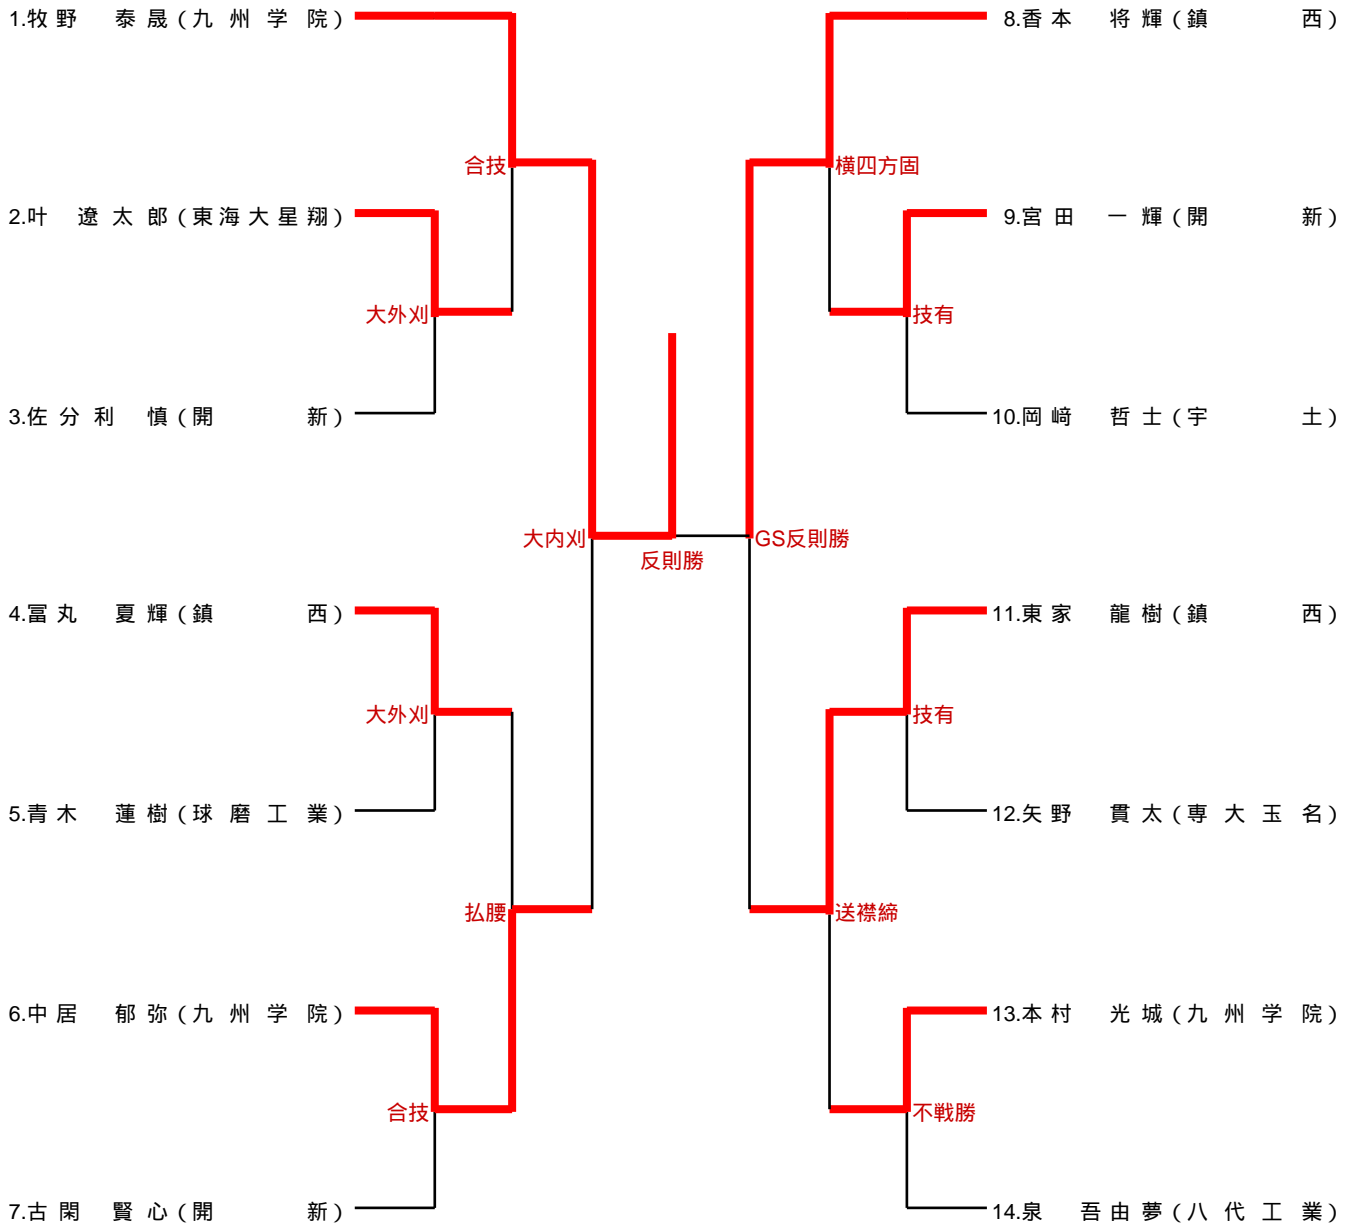 1.牧野 泰晟(九州学院)
8.香本 将輝(鎮西)
合技
横四方固
2.叶 遼太郎(東海大星翔)
9.宮田 一輝(開新)
大外刈
技有
3.佐分利 慎(開新)
10.岡﨑 哲士(宇土)
大内刈
GS反則勝
反則勝
4.冨丸 夏輝(鎮西)
11.東家 龍樹(鎮西)
大外刈
技有
5.青木 蓮樹(球磨工業)
12.矢野 貫太(専大玉名)
払腰
送襟締
6.中居 郁弥(九州学院)
13.本村 光城(九州学院)
合技
不戦勝
7.古閑 賢心(開新)
14.泉 吾由夢(八代工業)